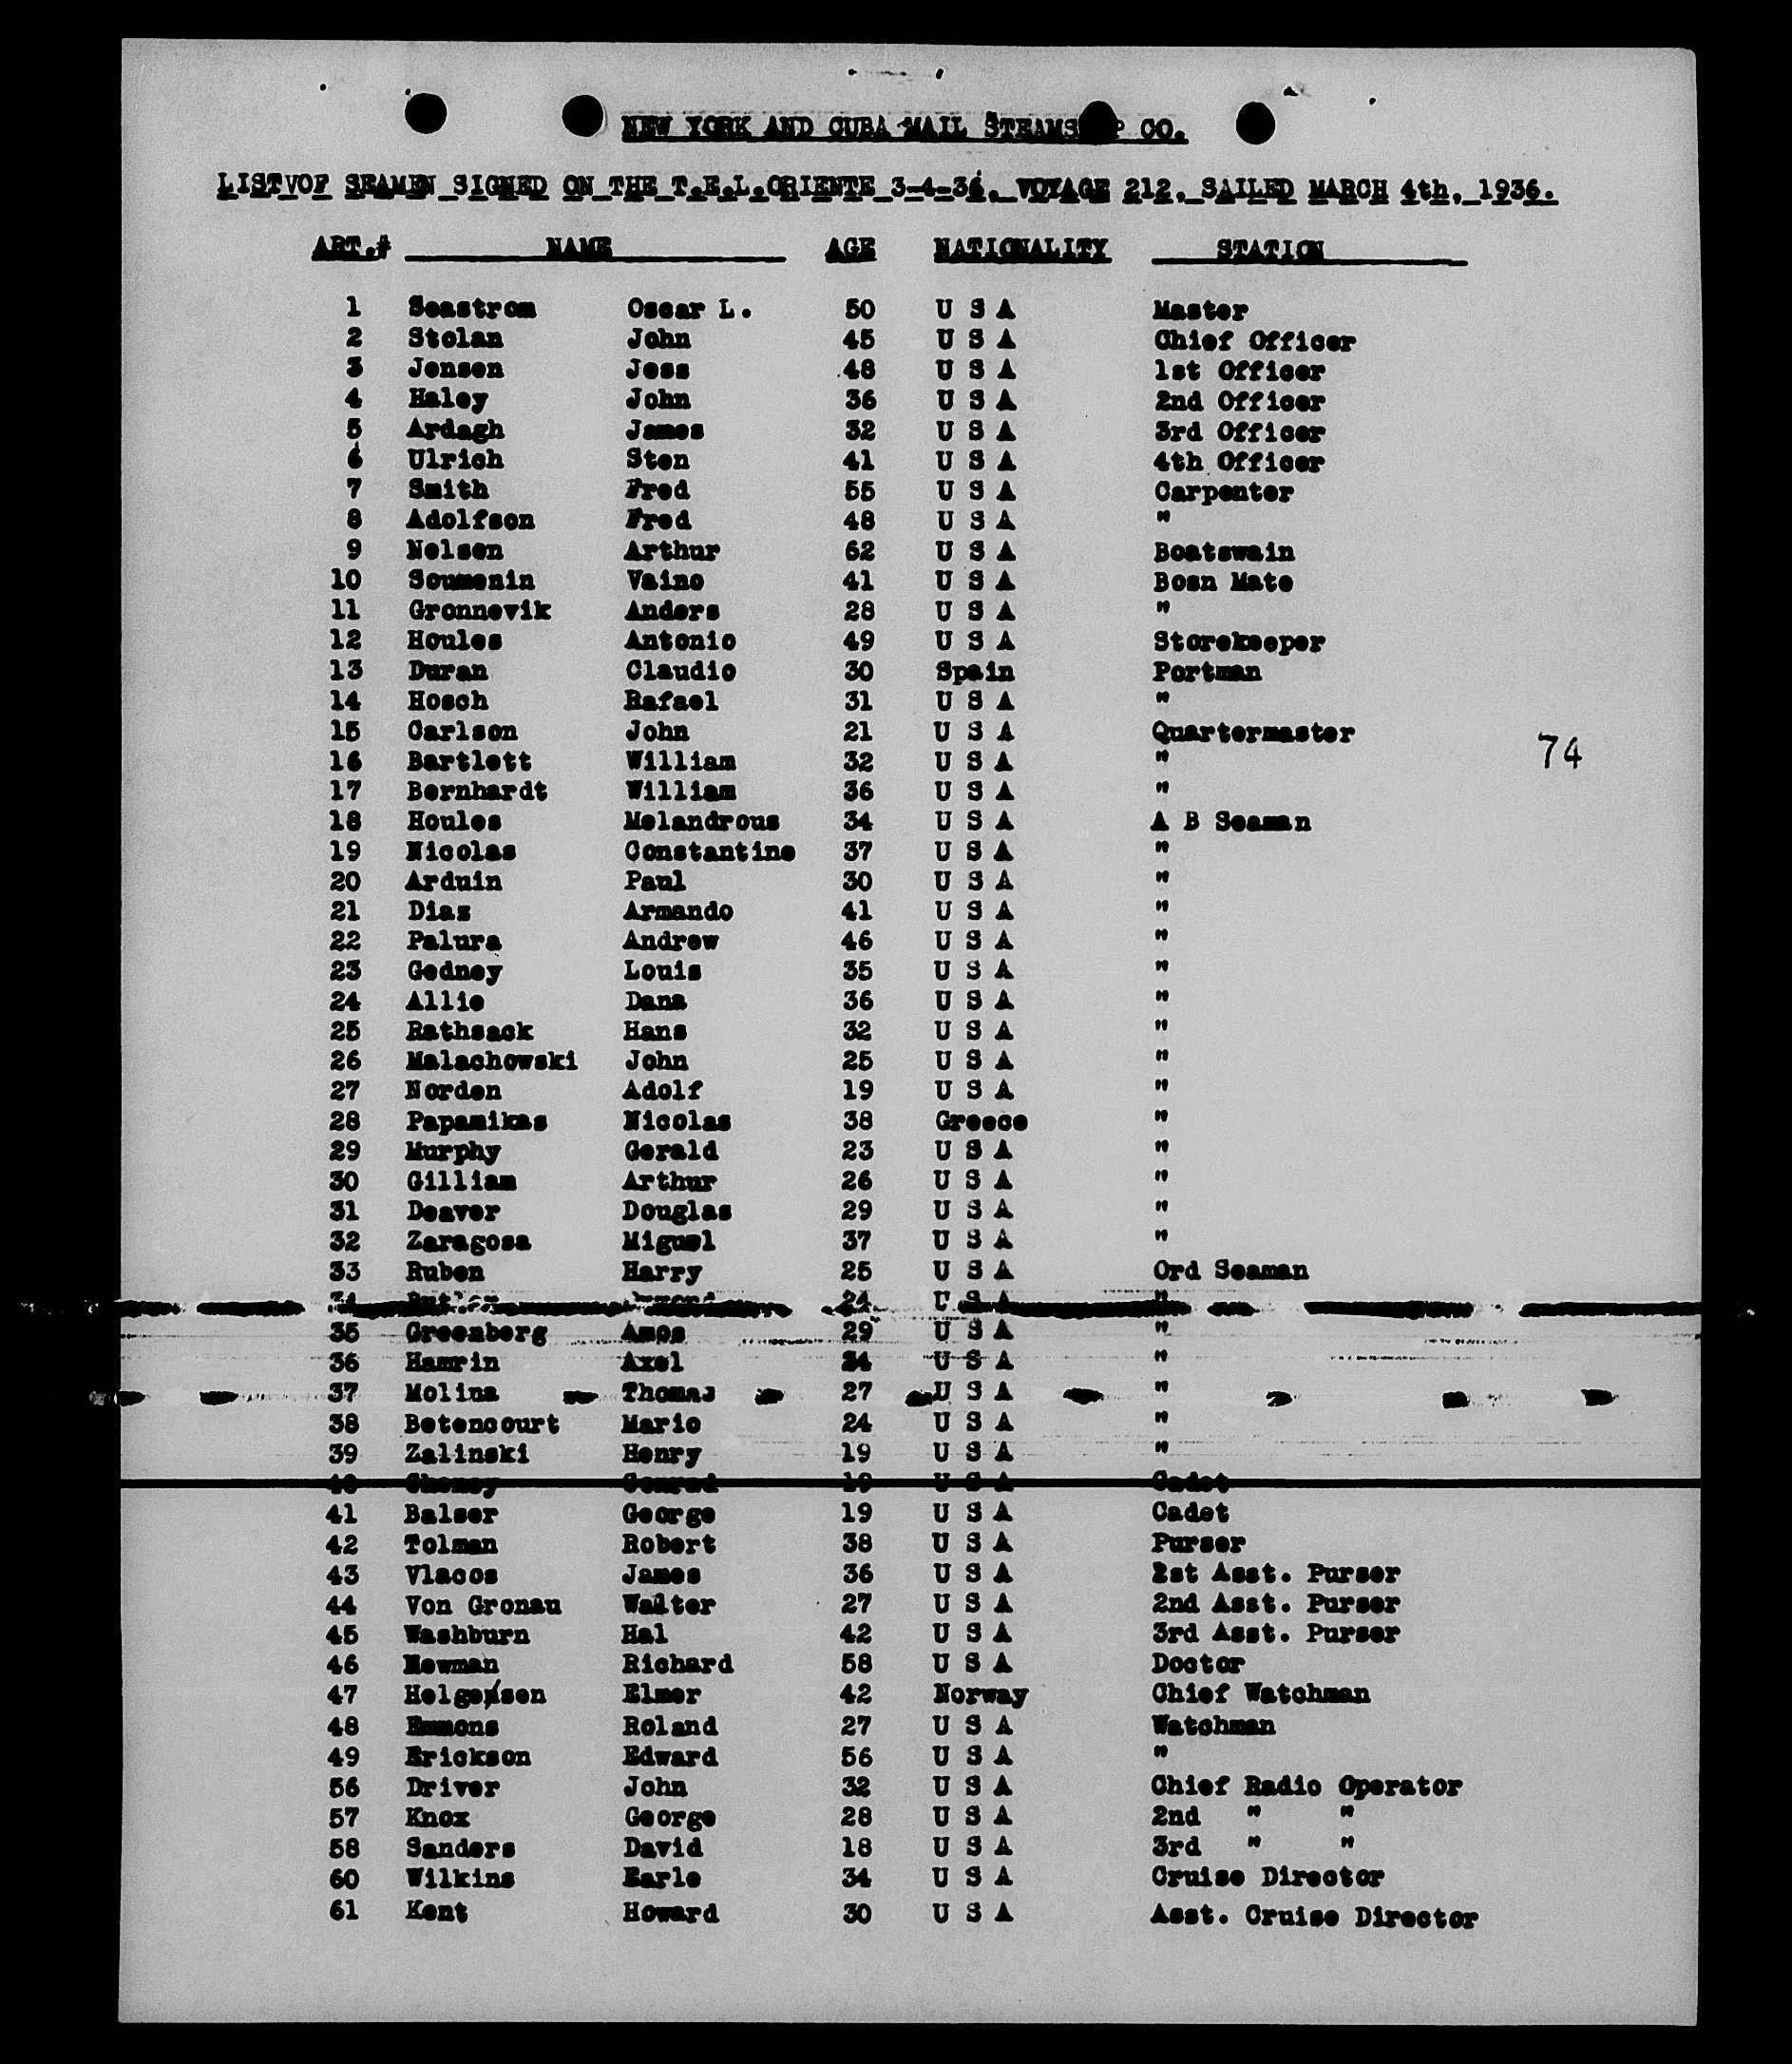 NEW YORK AND CUBA MAIL STEAMSHIP CO.
LISTVOF SEAMEN SIGNED ON THE T.E.L.ORIENTE 3-4-36. VOYAGE 212. SAILED MARCH 4th. 1936.
ART.# NAME AGE NATIONALITY STATION
1 Seastrom Oscar L. 50 U S A Master
2 Stolan John 45 U S A Chief Officer
3 Jensen Jess 48 U S A 1st Officer
4 Haley John 36 U S A 2nd Officer
5 Ardagh James 32 U S A 3rd Officer
6 Ulrich Sten 41 U S A 4th Officer
7 Smith Fred 55 U S A Carpenter
8 Adolfson Fred 48 U S A "
9 Nelsen Arthur 62 U S A Boatswain
10 Soumenin Vaino 41 U S A Bosn Mate
11 Gronnevik Anders 28 U S A "
12 Houles Antonio 49 U S A Storekeeper
13 Duran Claudio 30 Spain Portman
14 Hosch Rafael 31 U S A "
15 Carlson John 21 U S A Quartermaster
74
16 Bartlett William 32 U S A "
17 Bernhardt William 36 U S A "
18 Houles Melandrous 34 U S A A B Seaman
19 Nicolas Constantine 37 U S A "
20 Arduin Paul 30 U S A "
21 Dias Armando 41 U S A "
22 Palura Andrew 46 U S A "
23 Gedney Louis 35 U S A "
24 Allie Dana 36 U S A "
25 Rathsack Hans 32 U S A "
26 Malachowski John 25 U S A "
27 Norden Adolf 19 U S A "
28 Papamikas Nicolas 38 Greece "
29 Murphy Gerald 23 U S A "
30 Gilliam Arthur 26 U S A "
31 Deaver Douglas 29 U S A "
32 Zaragosa Miguel 37 U S A "
33 Ruben Harry 25 U S A Ord Seaman
34 24 U S A "
35 Greenberg Amos 29 U S A "
36 Hamrin Axel 24 U S A "
37 Molina Thomas 27 U S A "
38 Betencourt Mario 24 U S A "
39 Zalinski Henry 19 U S A "
40 19 U S A Cadet
41 Balser George 19 U S A Cadet
42 Tolman Robert 38 U S A Purser
43 Vlacos James 36 U S A 1st Asst. Purser
44 Von Gronau Walter 27 U S A 2nd Asst. Purser
45 Washburn Hal 42 U S A 3rd Asst. Purser
46 Newman Richard 58 U S A Doctor
47 Helgensen Elmer 42 Norway Chief Watchman
48 Emmons Roland 27 U S A Watchman
49 Erickson Edward 56 U S A "
56 Driver John 32 U S A Chief Radio Operator
57 Knox George 28 U S A 2nd " "
58 Sanders David 18 U S A 3rd " "
60 Wilkins Earle 34 U S A Cruise Director
61 Kent Howard 30 U S A Asst. Cruise Director